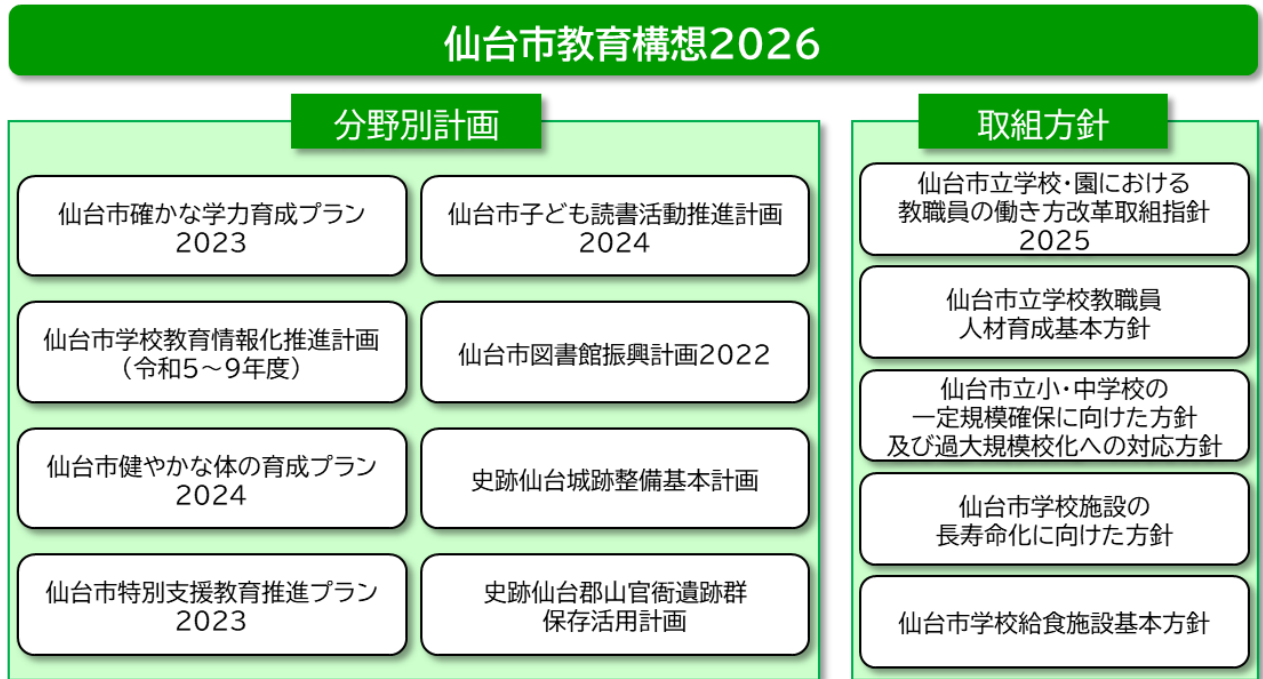 仙台市教育構想2026
分野別計画
仙台市確かな学力育成プラン
2023
仙台市学校教育情報化推進計画
（令和5～9年度）
仙台市健やかな体の育成プラン
2024
仙台市特別支援教育推進プラン
2023
仙台市子ども読書活動推進計画
2024
仙台市図書館振興計画2022
史跡仙台城跡整備基本計画
史跡仙台郡山官衙遺跡群
保存活用計画
取組方針
仙台市立学校・園における
教職員の働き方改革取組指針
2025
仙台市立学校教職員
人材育成基本方針
仙台市立小・中学校の
一定規模確保に向けた方針
及び過大規模校化への対応方針
仙台市学校施設の
長寿命化に向けた方針
仙台市学校給食施設基本方針